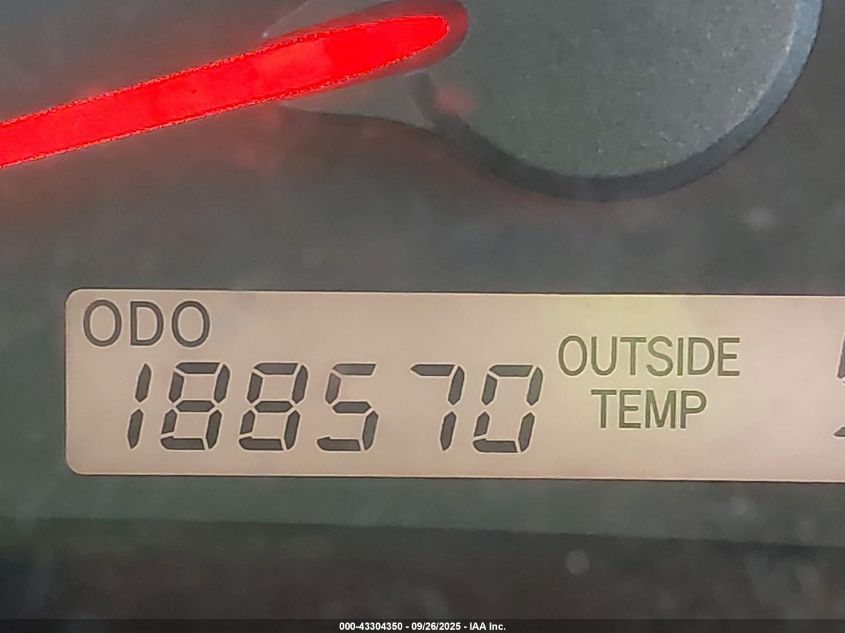 ODO
188570
OUTSIDE
TEMP
000-43304350 - 09/26/2025 - IAA Inc.